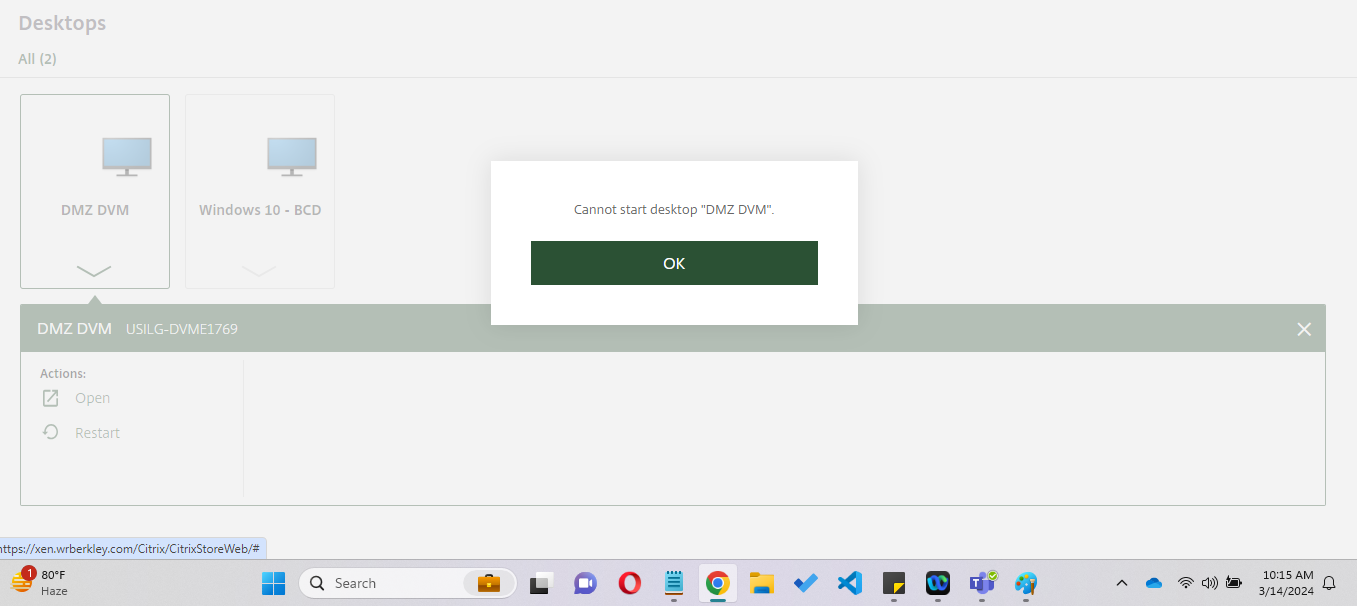 Desktops
All (2)
DMZ DVM
Windows 10 - BCD
Cannot start desktop "DMZ DVM".
OK
DMZ DVM USILG-DVME1769
Actions:
Open
Restart
https://xen.wrberkley.com/Citrix/CitrixStoreWeb/#
1
80°F
Haze
Search
T
10:15 AM
3/14/2024